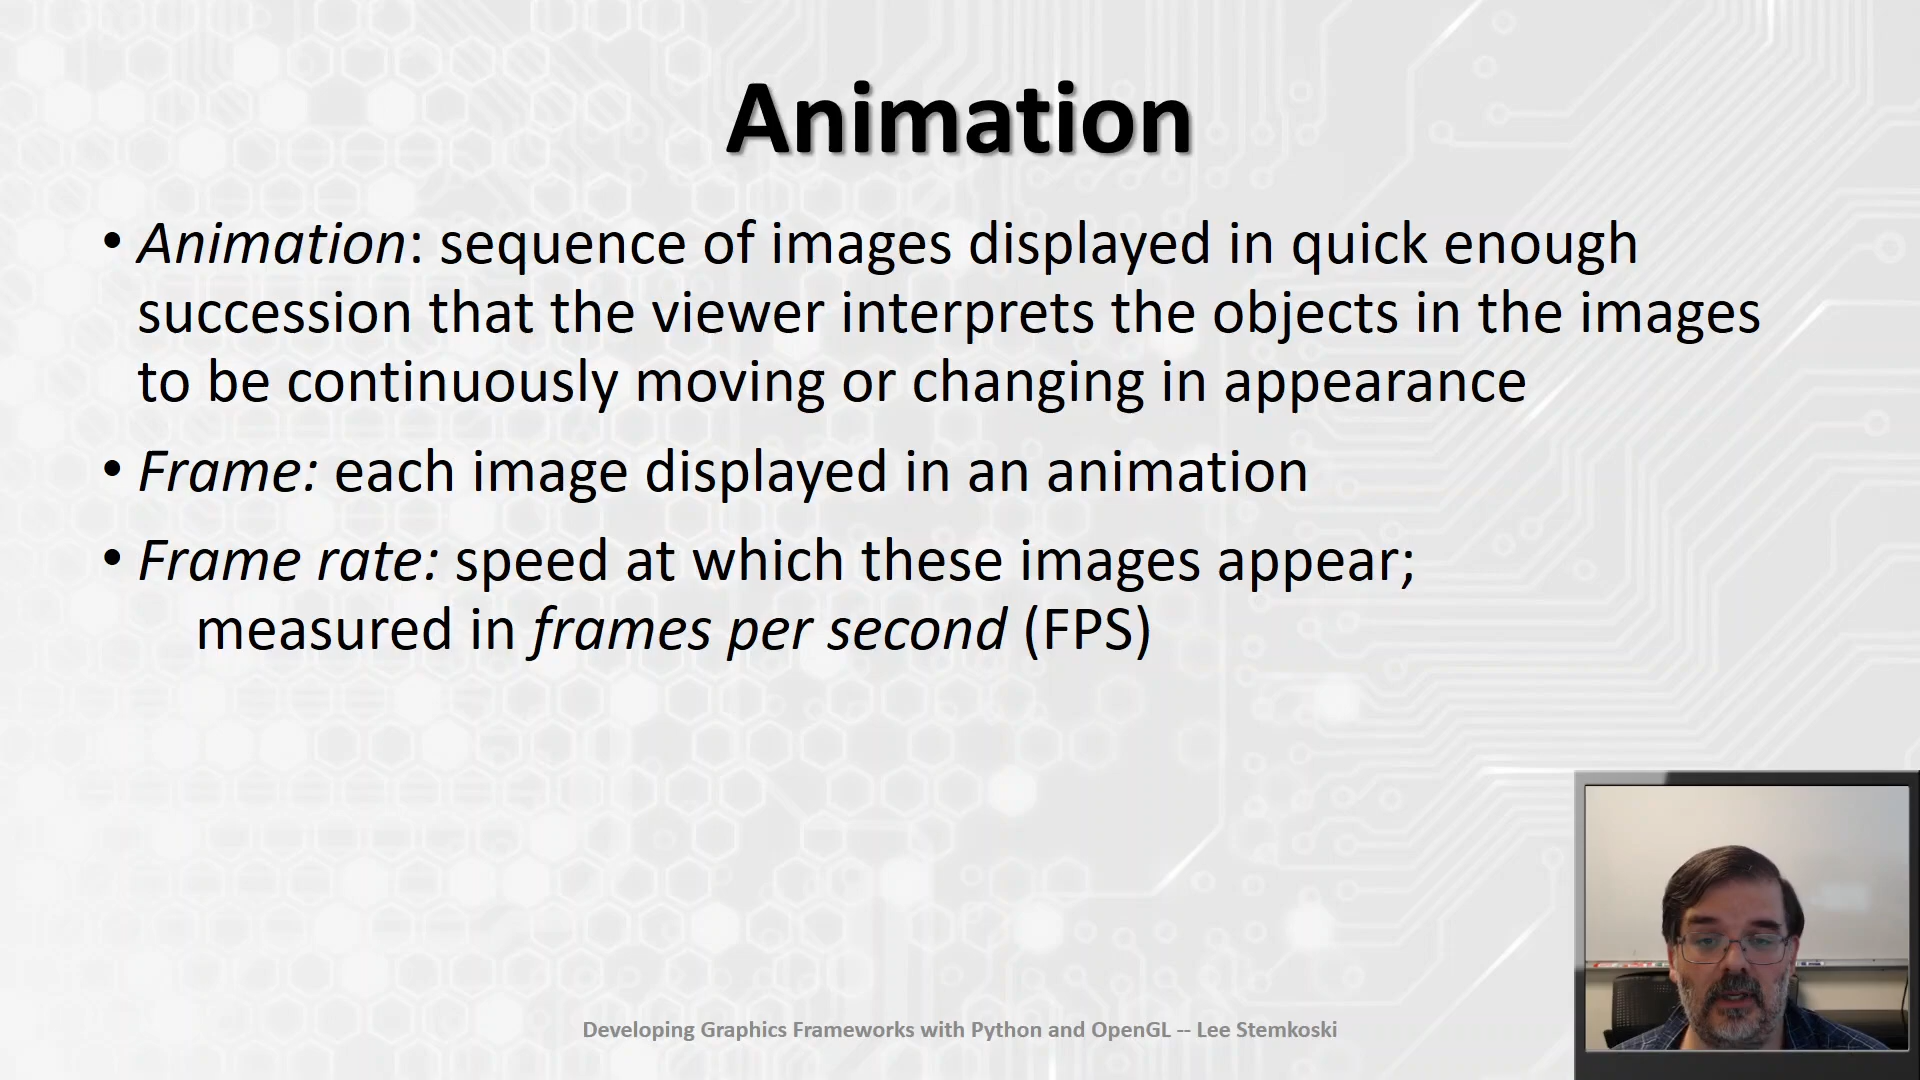 Animation
• Animation: sequence of images displayed in quick enough
succession that the viewer interprets the objects in the images
to be continuously moving or changing in appearance
• Frame: each image displayed in an animation
• Frame rate: speed at which these images appear;
measured in frames per second (FPS)
Developing Graphics Frameworks with Python and OpenGL -- Lee Stemkoski